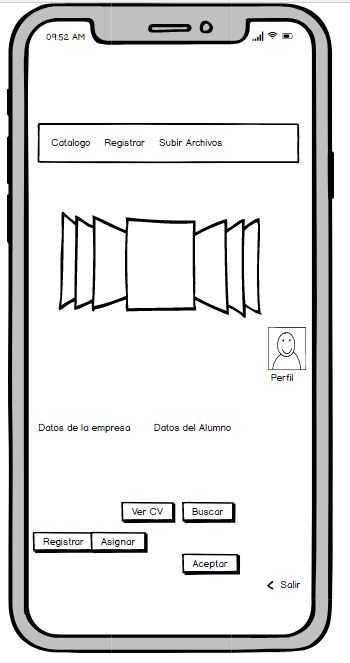 09:52 AM
Catalogo Registrar Subir Archivos
Perfil
Datos de la empresa Datos del Alumno
Ver CV Buscar
Registrar Asignar
Aceptar
< Salir